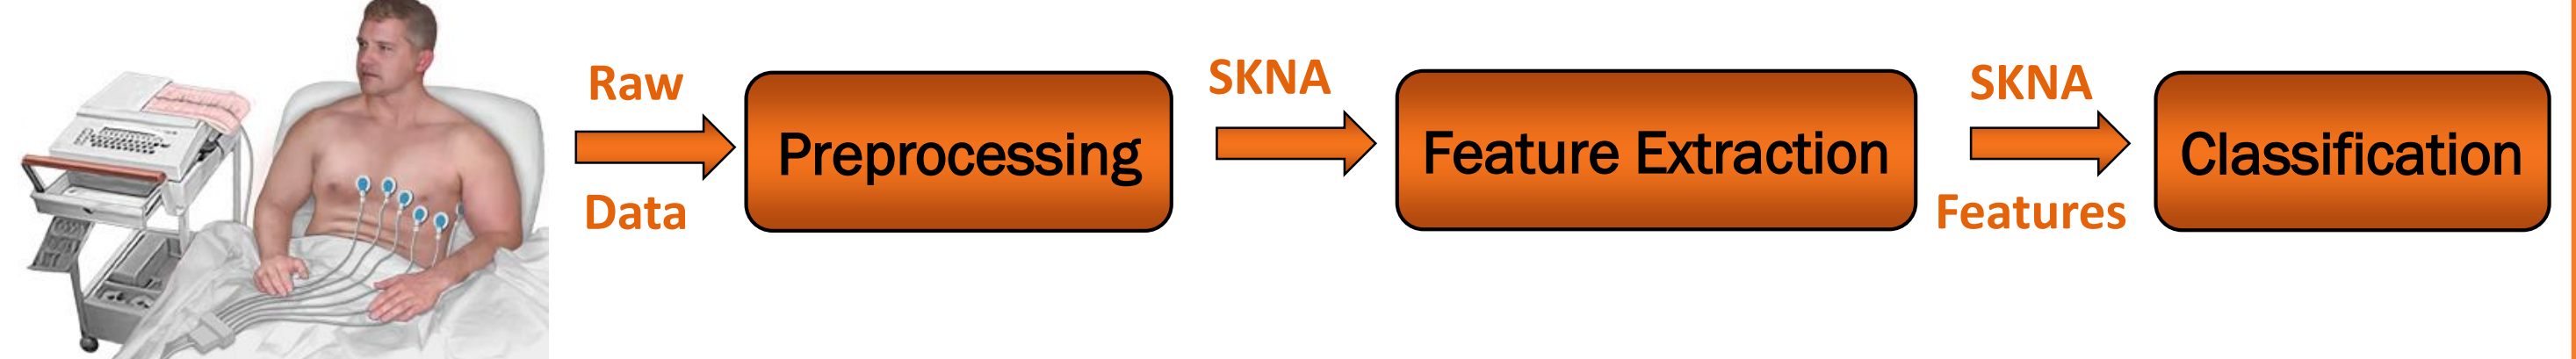 Raw
Data
Preprocessing
SKNA
Feature Extraction
SKNA
Features
Classification